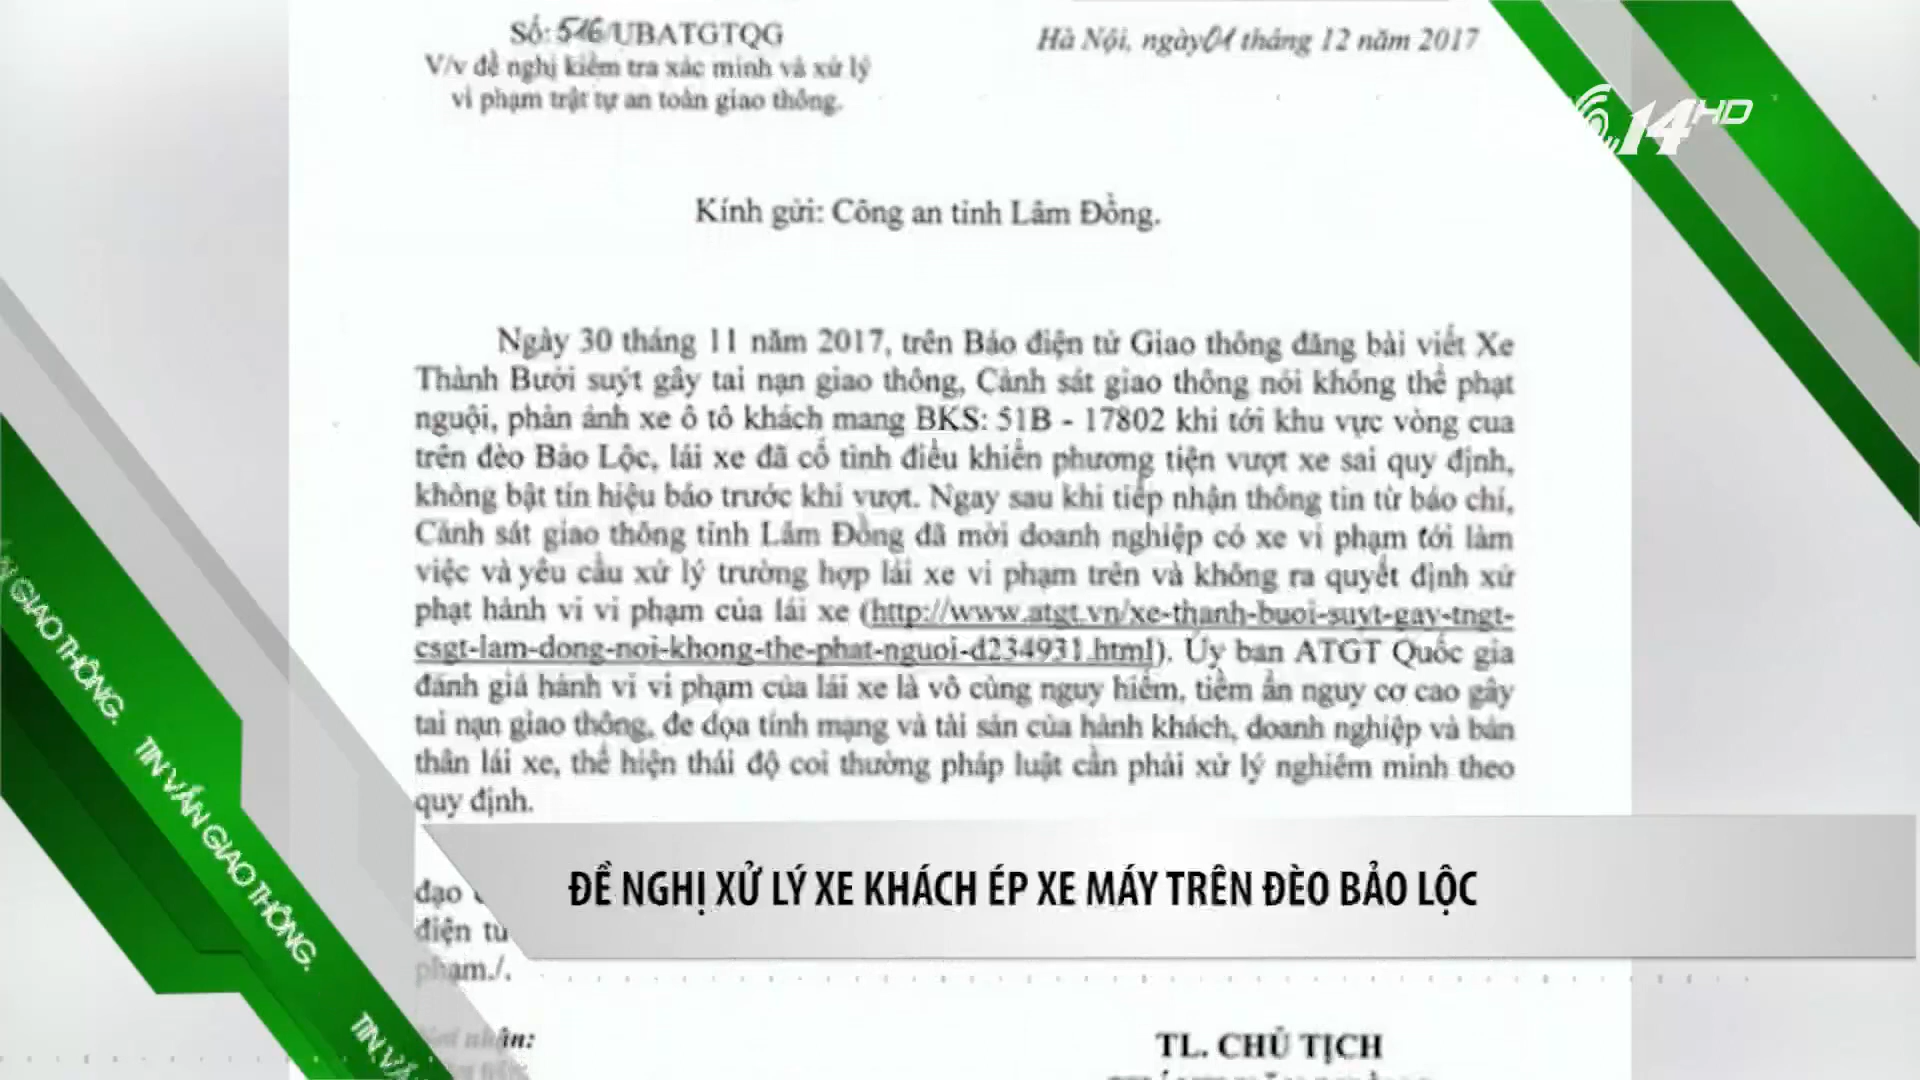 Số: 516/UBATGTQG
V/v đề nghị kiểm tra xác minh và xử lý
vi phạm trật tự an toàn giao thông.
Hà Nội, ngày 01 tháng 12 năm 2017
14 HD
Kính gửi: Công an tỉnh Lâm Đồng.
Ngày 30 tháng 11 năm 2017, trên Báo điện tử Giao thông đăng bài viết Xe
Thành Bưởi suýt gây tai nạn giao thông, Cảnh sát giao thông nói không thể phạt
nguội, phản ánh xe ô tô khách mang BKS: 51B - 17802 khi tới khu vực vòng cua
trên đèo Bảo Lộc, lái xe đã cố tình điều khiển phương tiện vượt xe sai quy định,
không bật tín hiệu báo trước khi vượt. Ngay sau khi tiếp nhận thông tin từ báo chí,
Cảnh sát giao thông tỉnh Lâm Đồng đã mời doanh nghiệp có xe vi phạm tới làm
việc và yêu cầu xử lý trường hợp lái xe vi phạm trên và không ra quyết định xử
phạt hành vi vi phạm của lái xe (http://www.atgt.vn/xe-thanh-buoi-suyt-gay-tngt-
csgt-lam-dong-noi-khong-the-phat-nguoi-d234931.html). Ủy ban ATGT Quốc gia
đánh giá hành vi vi phạm của lái xe là vô cùng nguy hiểm, tiềm ẩn nguy cơ cao gây
tai nạn giao thông, đe dọa tính mạng và tài sản của hành khách, doanh nghiệp và bản
thân lái xe, thể hiện thái độ coi thường pháp luật cần phải xử lý nghiêm minh theo
quy định.
đạo
điện
phạm./.
ĐỀ NGHỊ XỬ LÝ XE KHÁCH ÉP XE MÁY TRÊN ĐÈO BẢO LỘC
GIAO THÔNG.
TIN VẮN GIAO THÔNG.
TIN VẮ
nhận:
TL. CHỦ TỊCH